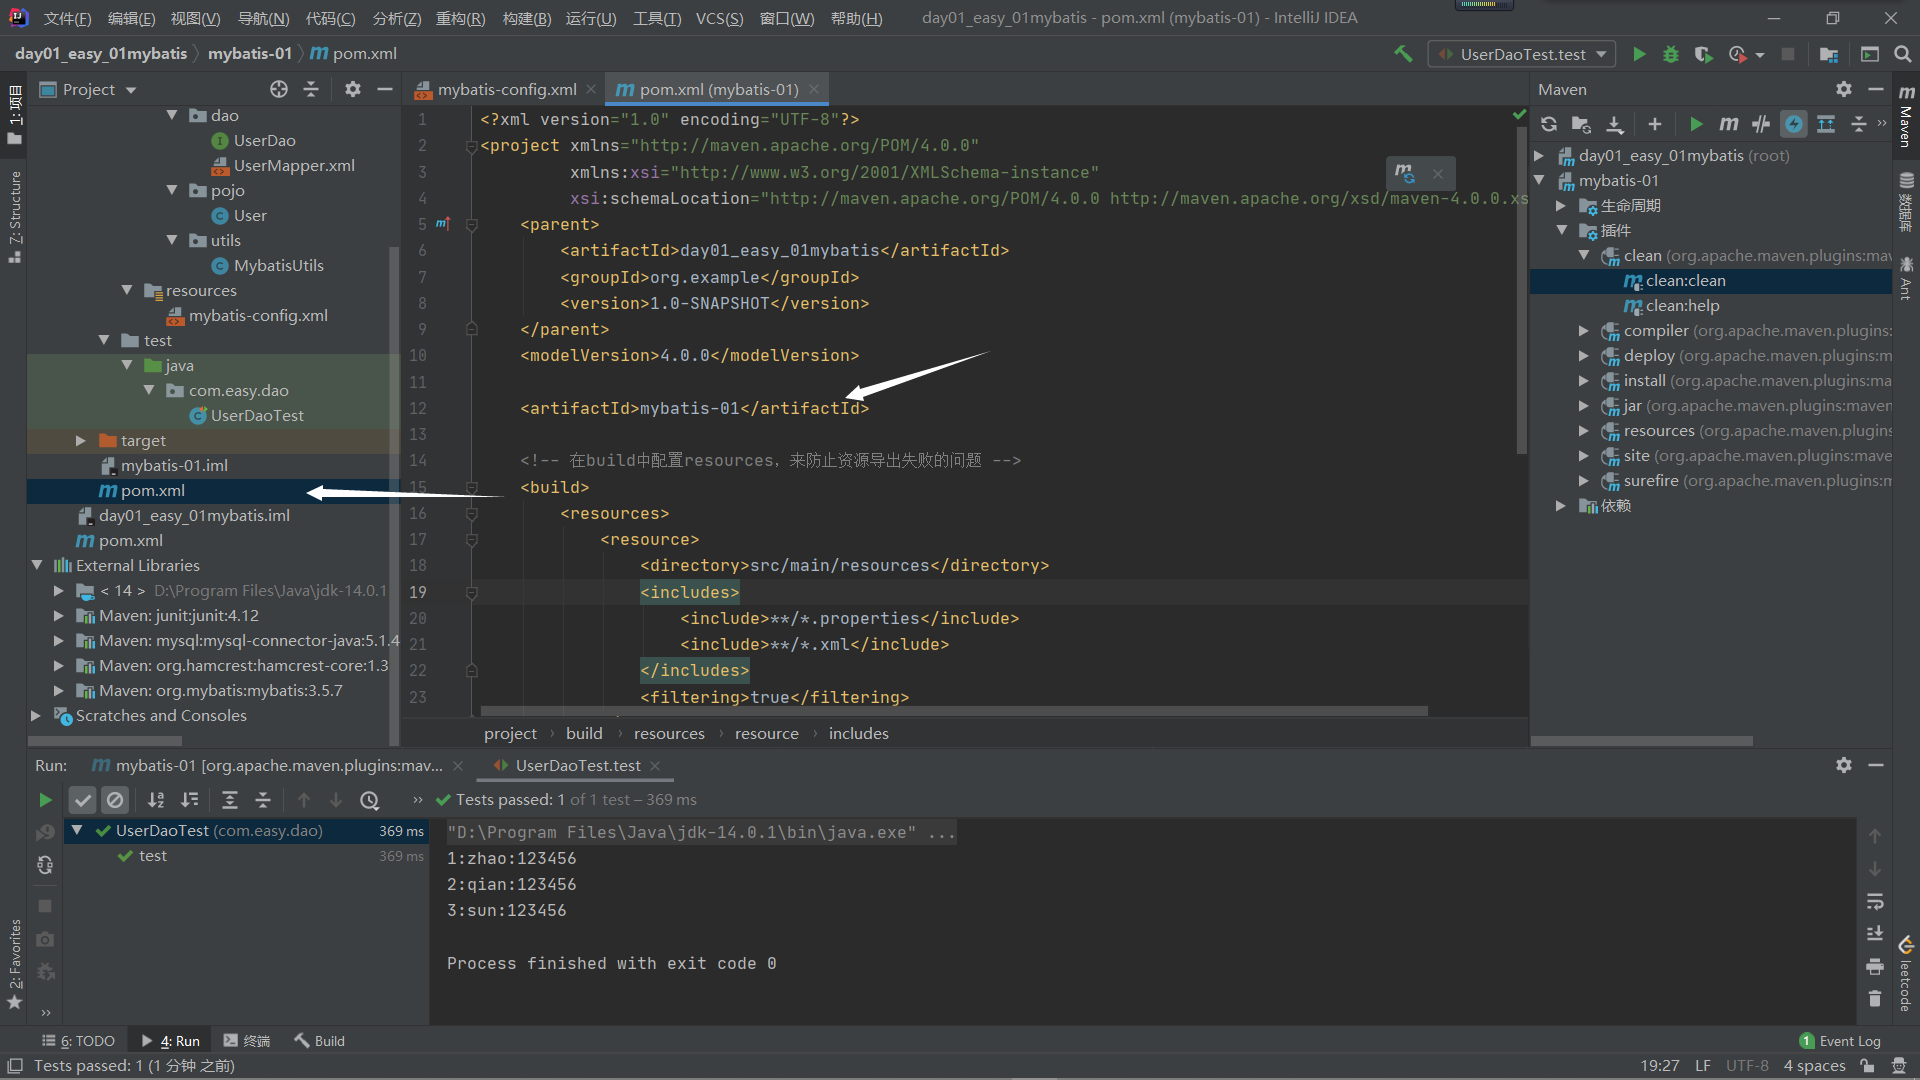 文件(F) 编辑(E) 视图(V) 导航(N) 代码(C) 分析(Z) 重构(R) 构建(B) 运行(U) 工具(T) VCS(S) 窗口(W) 帮助(H) day01_easy_01mybatis - pom.xml (mybatis-01) - IntelliJ IDEA
day01_easy_01mybatis mybatis-01 pom.xml
UserDaoTest.test
1:项目
7: Structure
2: Favorites
Project
dao
UserDao
UserMapper.xml
pojo
User
utils
MybatisUtils
resources
mybatis-config.xml
test
java
com.easy.dao
UserDaoTest
target
mybatis-01.iml
pom.xml
day01_easy_01mybatis.iml
pom.xml
External Libraries
< 14 > D:\Program Files\Java\jdk-14.0.1
Maven: junit:junit:4.12
Maven: mysql:mysql-connector-java:5.1.4
Maven: org.hamcrest:hamcrest-core:1.3
Maven: org.mybatis:mybatis:3.5.7
Scratches and Consoles
mybatis-config.xml pom.xml (mybatis-01)
1 <?xml version="1.0" encoding="UTF-8"?>
2 <project xmlns="http://maven.apache.org/POM/4.0.0"
3 xmlns:xsi="http://www.w3.org/2001/XMLSchema-instance"
4 xsi:schemaLocation="http://maven.apache.org/POM/4.0.0 http://maven.apache.org/xsd/maven-4.0.0.xs
5 <parent>
6 <artifactId>day01_easy_01mybatis</artifactId>
7 <groupId>org.example</groupId>
8 <version>1.0-SNAPSHOT</version>
9 </parent>
10 <modelVersion>4.0.0</modelVersion>
11
12 <artifactId>mybatis-01</artifactId>
13
14 <!-- 在build中配置resources，来防止资源导出失败的问题 -->
15 <build>
16 <resources>
17 <resource>
18 <directory>src/main/resources</directory>
19 <includes>
20 <include>**/*.properties</include>
21 <include>**/*.xml</include>
22 </includes>
23 <filtering>true</filtering>
project › build › resources › resource › includes
Maven
day01_easy_01mybatis (root)
mybatis-01
生命周期
插件
clean (org.apache.maven.plugins:mav
clean:clean
clean:help
compiler (org.apache.maven.plugins:
deploy (org.apache.maven.plugins:m
install (org.apache.maven.plugins:ma
jar (org.apache.maven.plugins:maven
resources (org.apache.maven.plugins
site (org.apache.maven.plugins:mave
surefire (org.apache.maven.plugins:m
依赖
Maven
数据库
Ant
leetcode
Run: mybatis-01 [org.apache.maven.plugins:mav... UserDaoTest.test
Tests passed: 1 of 1 test – 369 ms
UserDaoTest (com.easy.dao) 369 ms
test 369 ms
"D:\Program Files\Java\jdk-14.0.1\bin\java.exe" ...
1:zhao:123456
2:qian:123456
3:sun:123456
Process finished with exit code 0
6: TODO 4: Run 终端 Build 1 Event Log
Tests passed: 1 (1 分钟 之前) 19:27 LF UTF-8 4 spaces